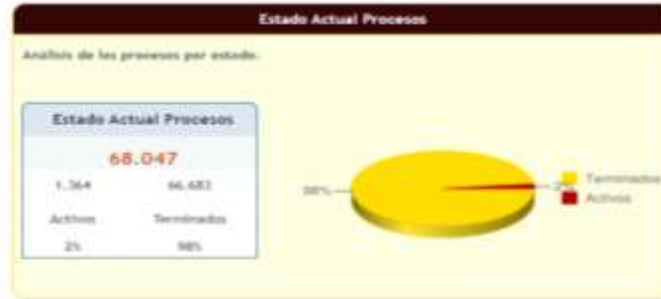 Estado Actual Procesos
Análisis de los procesos por estado.
Estado Actual Procesos
68.047
1.364 66.683
Activos Terminados
2% 98%
98%
2%
Terminados
Activos